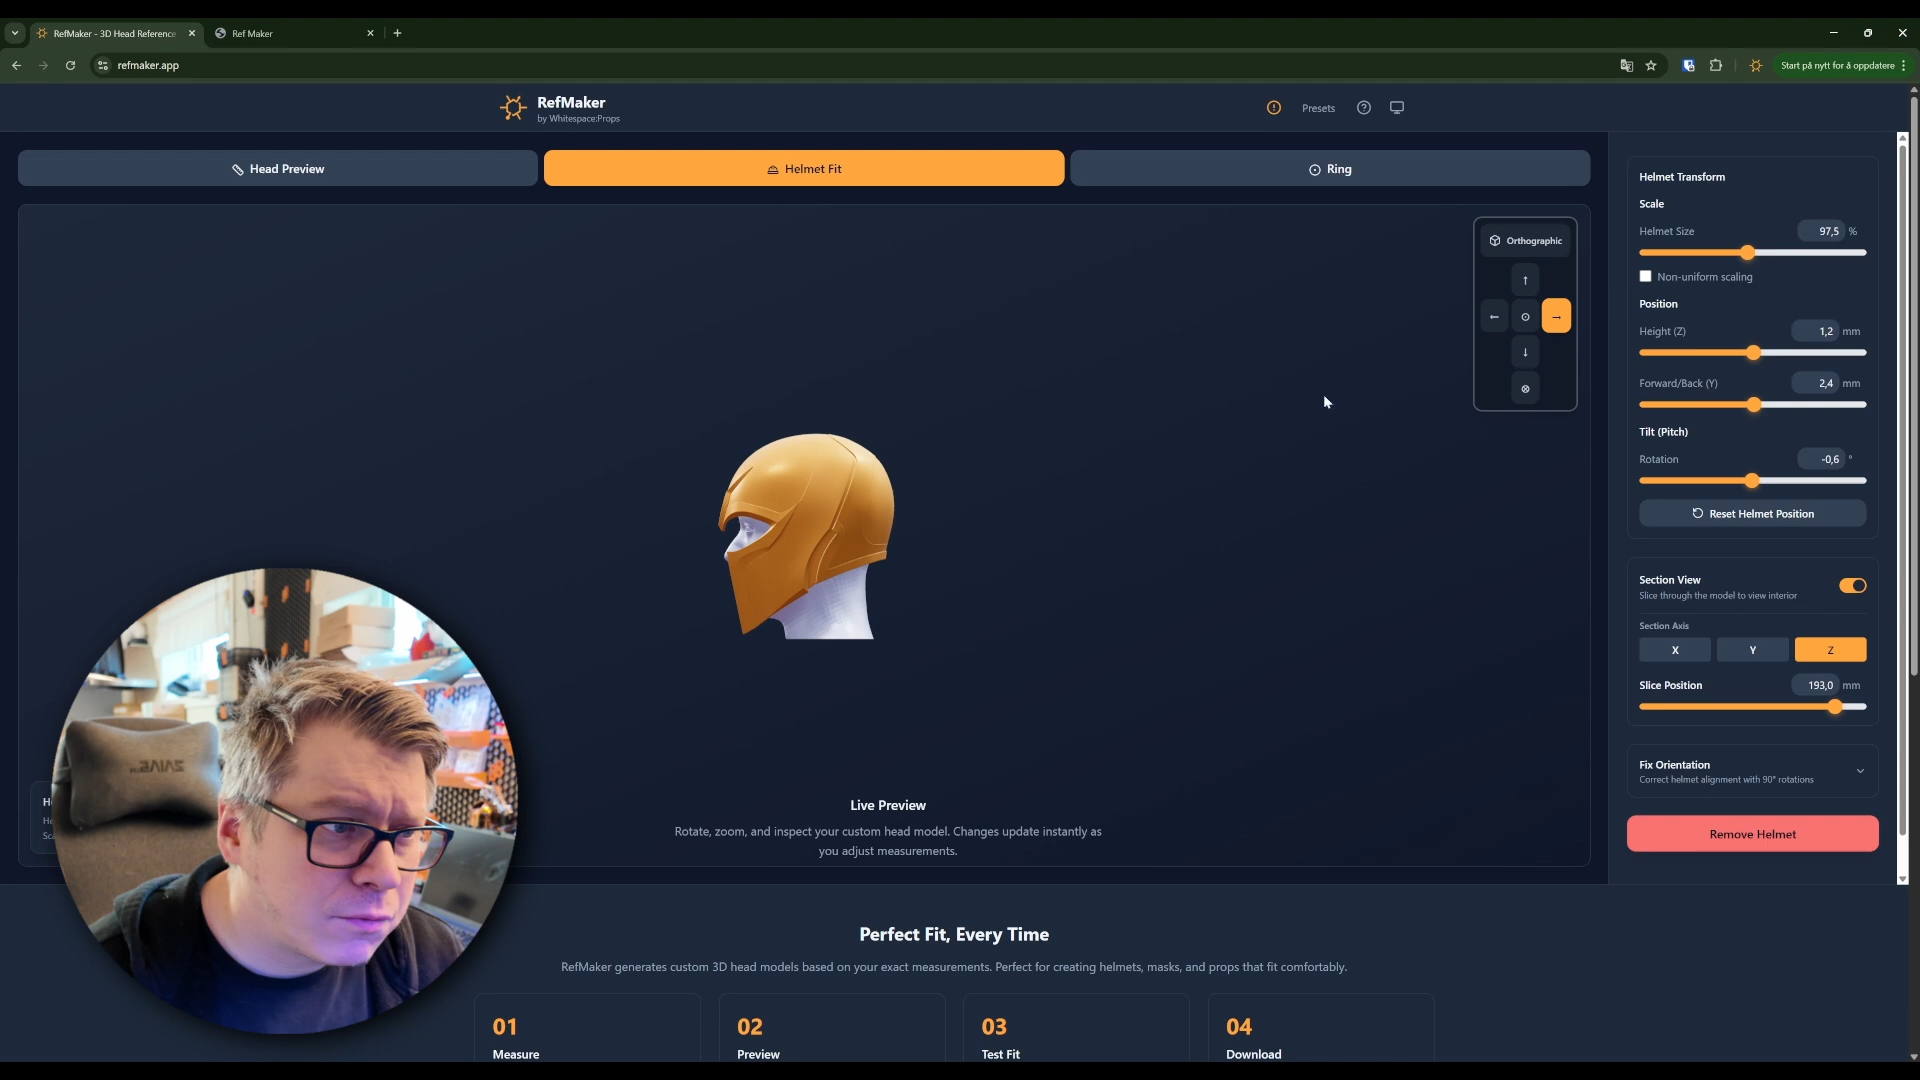 RefMaker - 3D Head Reference
Ref Maker
refmaker.app
Start på nytt for å oppdatere
RefMaker
by Whitespace:Props
Presets
Head Preview
Helmet Fit
Ring
Orthographic
Helmet Transform
Scale
Helmet Size 97,5 %
Non-uniform scaling
Position
Height (Z) 1,2 mm
Forward/Back (Y) 2,4 mm
Tilt (Pitch)
Rotation -0,6 °
Reset Helmet Position
Section View
Slice through the model to view interior
Section Axis
X Y Z
Slice Position 193,0 mm
Fix Orientation
Correct helmet alignment with 90° rotations
Remove Helmet
Live Preview
Rotate, zoom, and inspect your custom head model. Changes update instantly as
you adjust measurements.
Perfect Fit, Every Time
RefMaker generates custom 3D head models based on your exact measurements. Perfect for creating helmets, masks, and props that fit comfortably.
01
Measure
02
Preview
03
Test Fit
04
Download